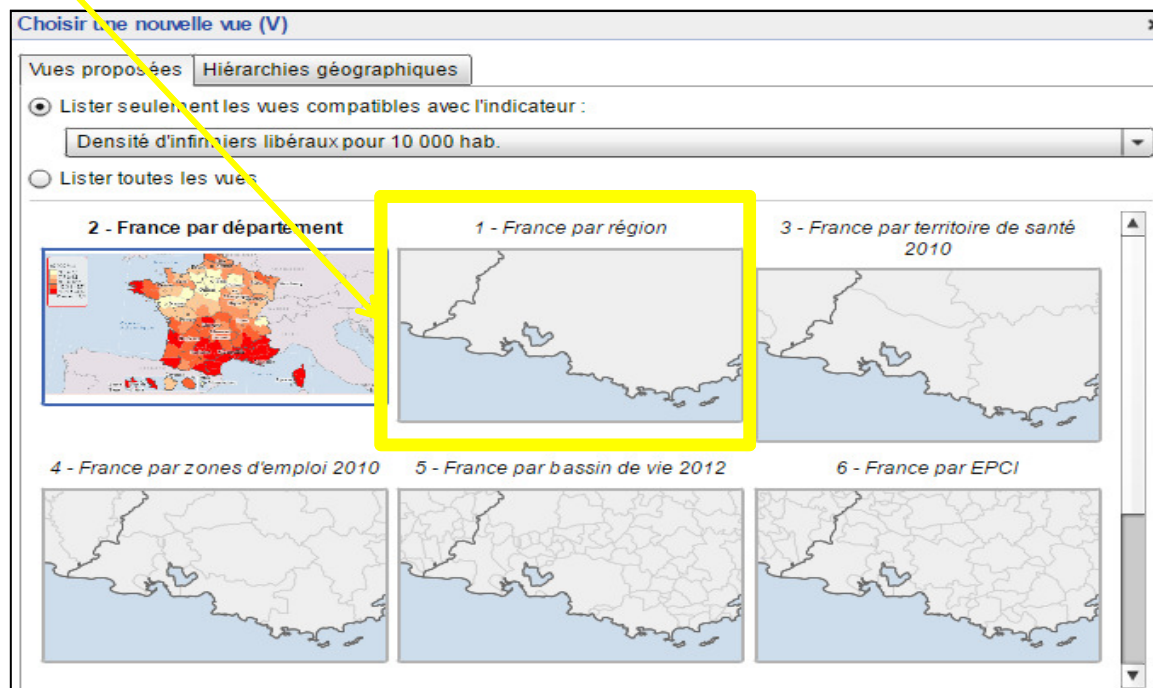 Choisir une nouvelle vue (V)
Vues proposées Hiérarchies géographiques
Lister seulement les vues compatibles avec l'indicateur :
Densité d'infirmiers libéraux pour 10 000 hab.
Lister toutes les vues
2 - France par département
1 - France par région
3 - France par territoire de santé
2010
4 - France par zones d'emploi 2010
5 - France par bassin de vie 2012
6 - France par EPCI